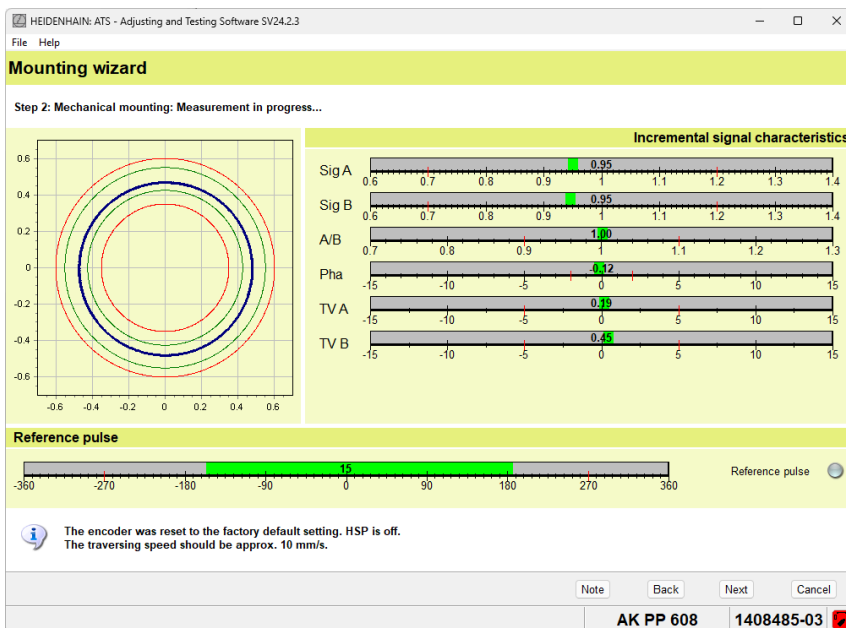 HEIDENHAIN: ATS - Adjusting and Testing Software SV24.2.3
File Help
Mounting wizard
Step 2: Mechanical mounting: Measurement in progress...
0.6
0.4
0.2
0
-0.2
-0.4
-0.6
-0.6 -0.4 -0.2 0 0.2 0.4 0.6
Incremental signal characteristics
Sig A 0.95
0.6 0.7 0.8 0.9 1 1.1 1.2 1.3 1.4
Sig B 0.95
0.6 0.7 0.8 0.9 1 1.1 1.2 1.3 1.4
A/B 1.00
0.7 0.8 0.9 1 1.1 1.2 1.3
Pha -0.12
-15 -10 -5 0 5 10 15
TV A 0.19
-15 -10 -5 0 5 10 15
TV B 0.45
-15 -10 -5 0 5 10 15
Reference pulse
15
-360 -270 -180 -90 0 90 180 270 360
Reference pulse
The encoder was reset to the factory default setting. HSP is off.
The traversing speed should be approx. 10 mm/s.
Note Back Next Cancel
AK PP 608 1408485-03